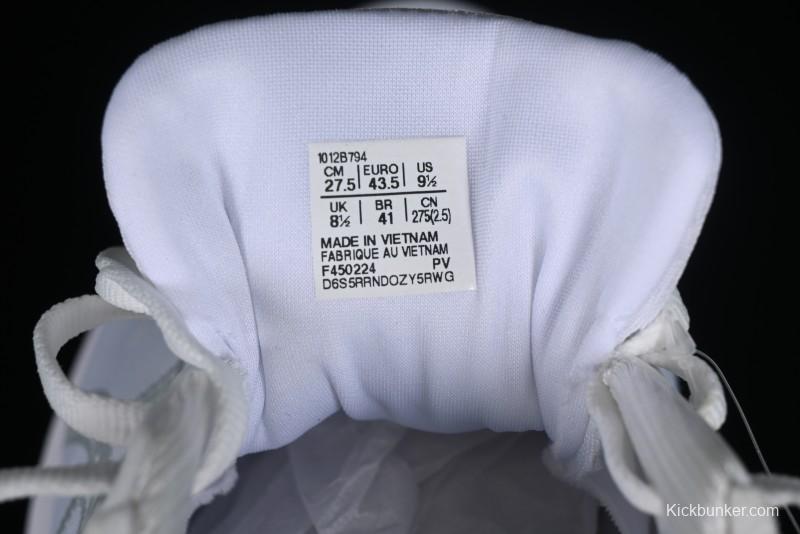 1012B794
CM EURO US
27.5 43.5 9½
UK BR CN
8½ 41 275(2.5)
MADE IN VIETNAM
FABRIQUE AU VIETNAM
F450224 PV
D6S5RRNDOZY5RWG
Kickbunker.com